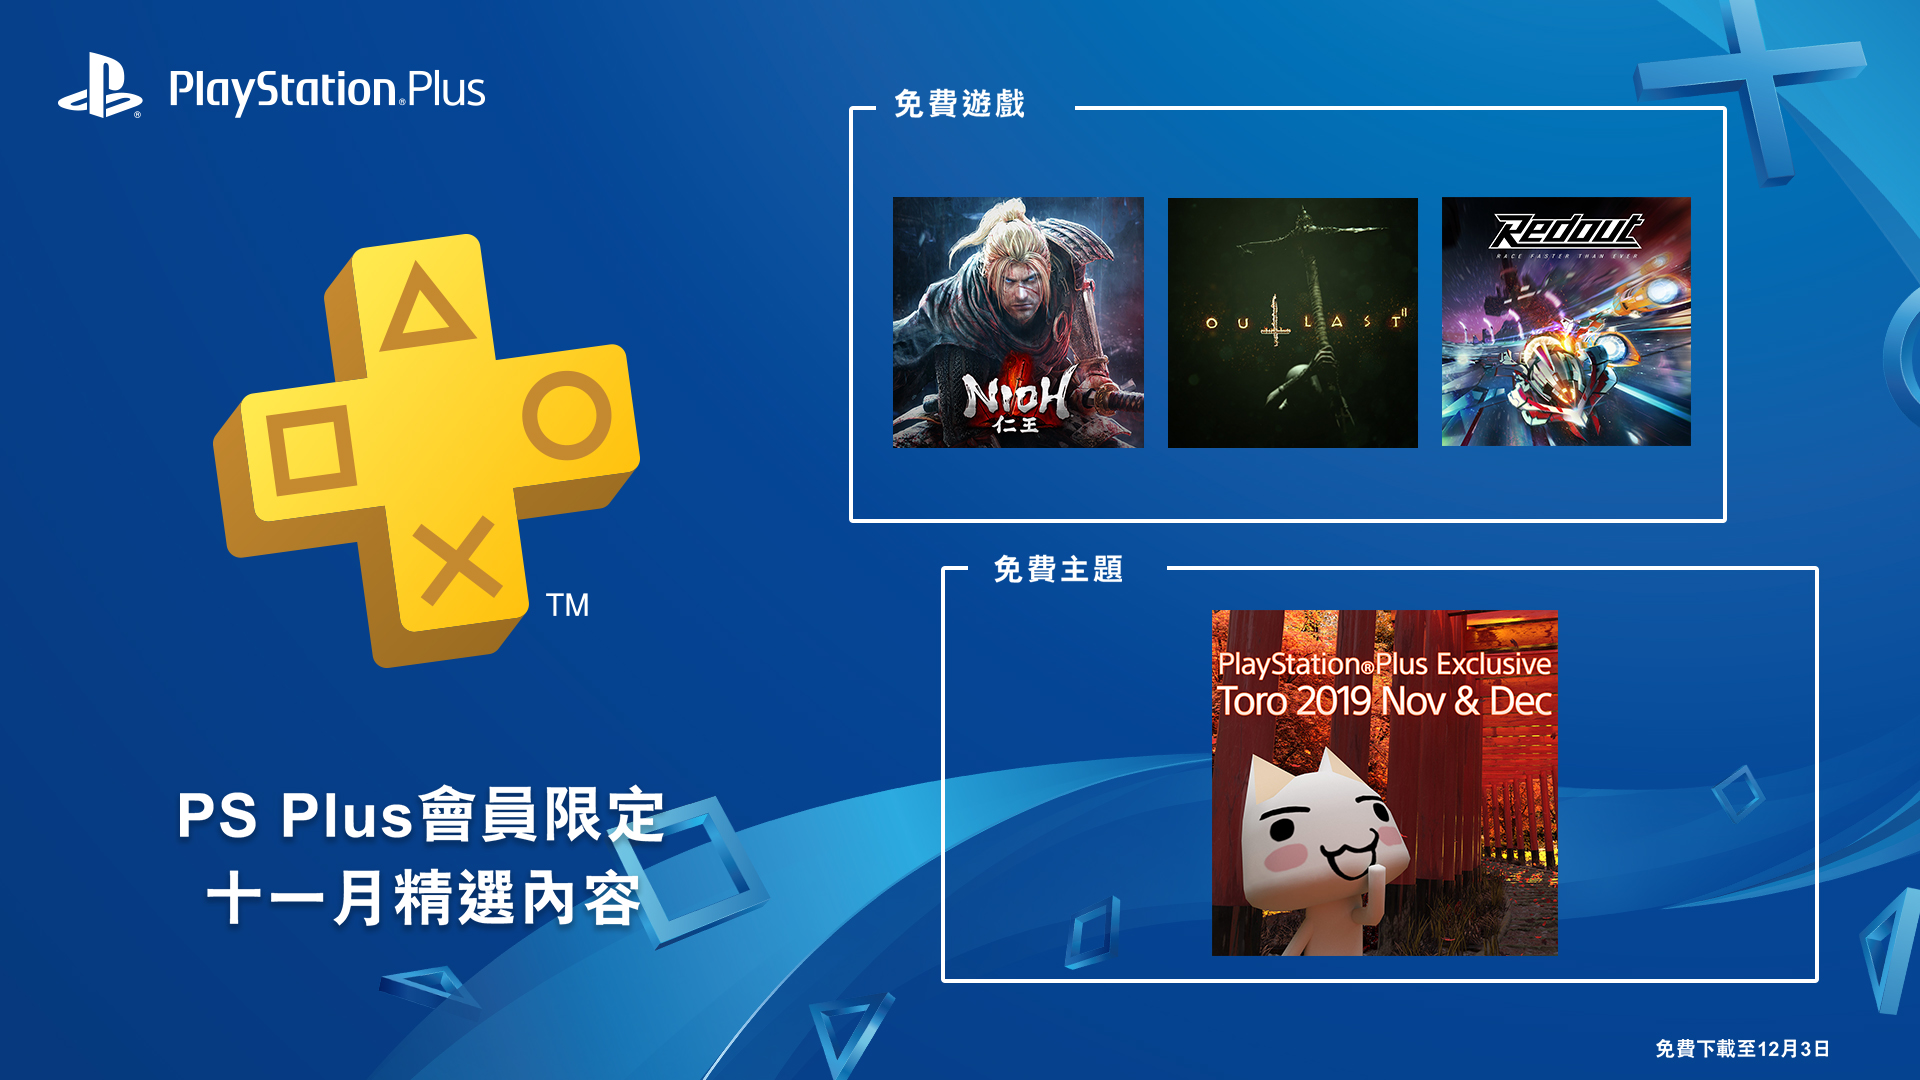 PlayStation®Plus
免費遊戲
NIOH
仁王
OUTLAST II
Redout
RACE FASTER THAN EVER
TM
免費主題
PlayStation®Plus Exclusive
Toro 2019 Nov & Dec
PS Plus會員限定
十一月精選內容
免費下載至12月3日